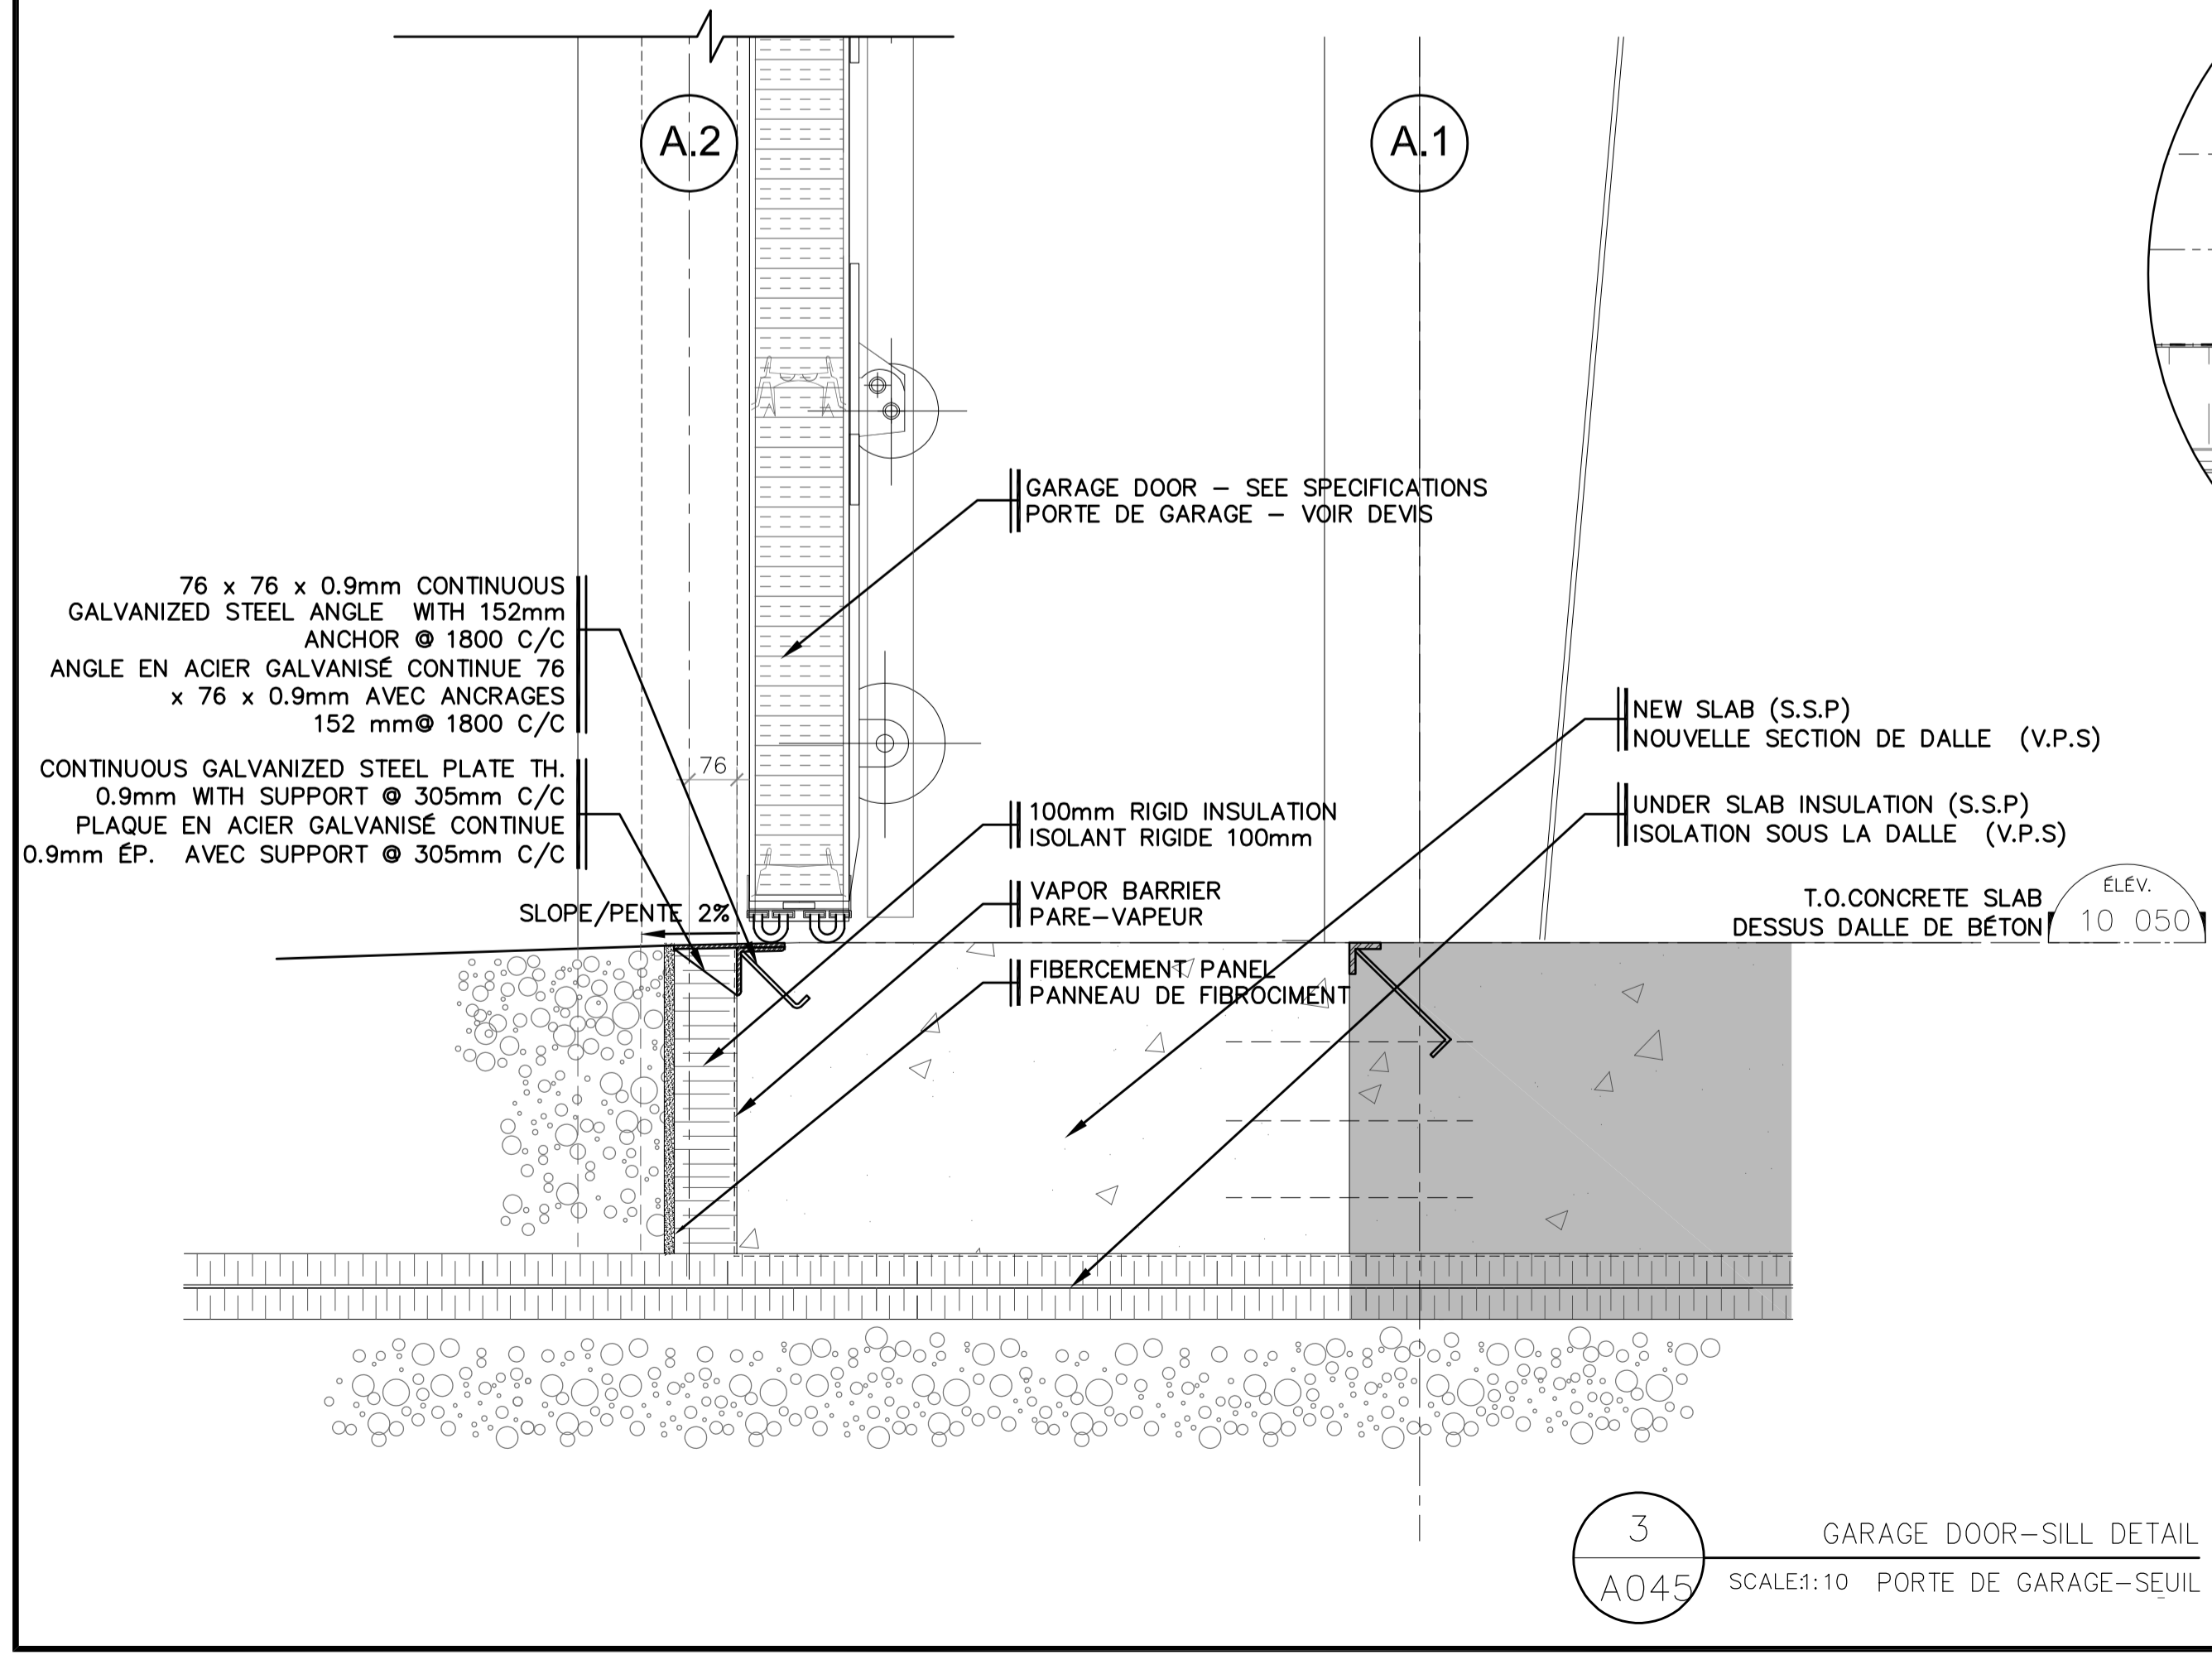 A.2
A.1
GARAGE DOOR – SEE SPECIFICATIONS
PORTE DE GARAGE – VOIR DEVIS
76 x 76 x 0.9mm CONTINUOUS
GALVANIZED STEEL ANGLE WITH 152mm
ANCHOR @ 1800 C/C
ANGLE EN ACIER GALVANISÉ CONTINUE 76
x 76 x 0.9mm AVEC ANCRAGES
152 mm@ 1800 C/C
CONTINUOUS GALVANIZED STEEL PLATE TH.
0.9mm WITH SUPPORT @ 305mm C/C
PLAQUE EN ACIER GALVANISÉ CONTINUE
0.9mm ÉP. AVEC SUPPORT @ 305mm C/C
76
SLOPE/PENTE 2%
100mm RIGID INSULATION
ISOLANT RIGIDE 100mm
VAPOR BARRIER
PARE–VAPEUR
FIBERCEMENT PANEL
PANNEAU DE FIBROCIMENT
NEW SLAB (S.S.P)
NOUVELLE SECTION DE DALLE (V.P.S)
UNDER SLAB INSULATION (S.S.P)
ISOLATION SOUS LA DALLE (V.P.S)
T.O.CONCRETE SLAB
DESSUS DALLE DE BÉTON
ÉLÉV.
10 050
3
A045
GARAGE DOOR–SILL DETAIL
SCALE:1:10 PORTE DE GARAGE–SEUIL